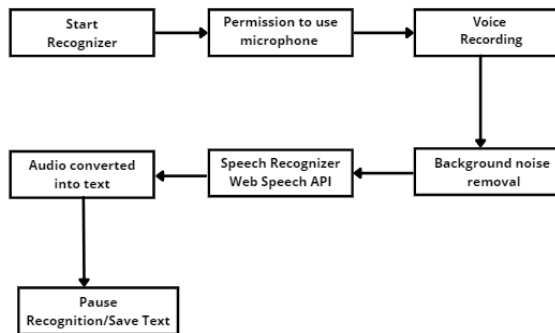 Start
Recognizer
Permission to use
microphone
Voice
Recording
Background noise
removal
Speech Recognizer
Web Speech API
Audio converted
into text
Pause
Recognition/Save Text